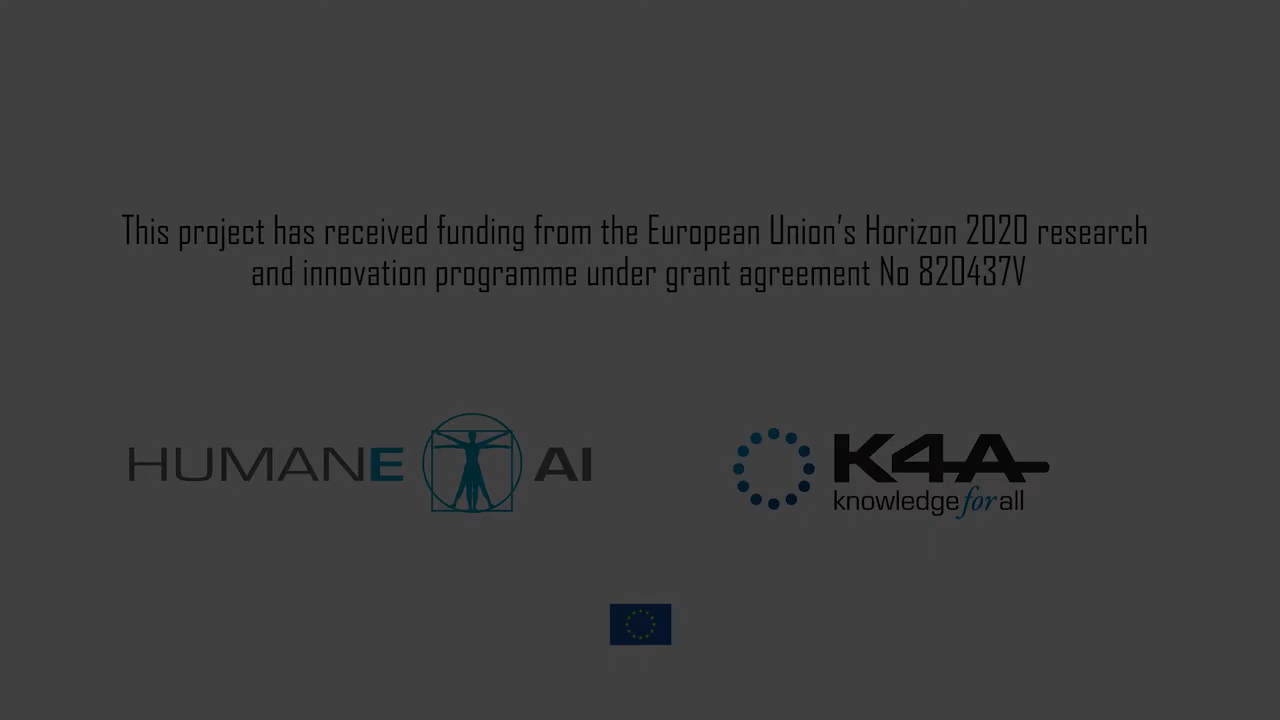 This project has received funding from the European Union's Horizon 2020 research
and innovation programme under grant agreement No 820437V
HUMANE AI
K4A
knowledge for all